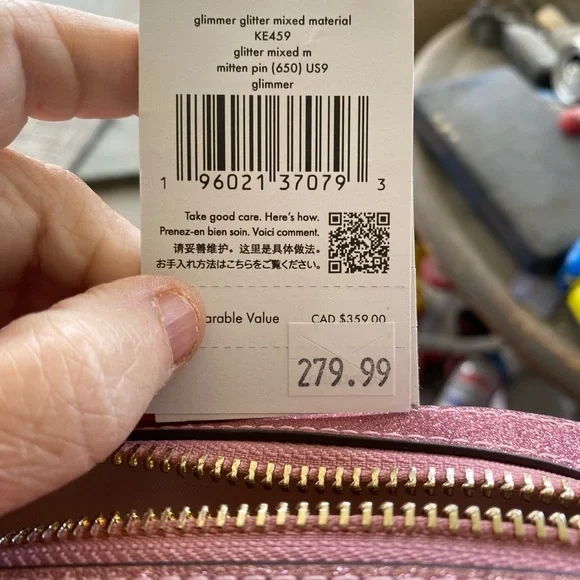 glimmer glitter mixed material
KE459
glitter mixed m
mitten pin (650) US9
glimmer
1 96021 37079 3
Take good care. Here's how.
Prenez-en bien soin. Voici comment.
请妥善维护。这里是具体做法。
お手入れ方法はこちらをご覧ください。
arable Value CAD $359.00
279.99